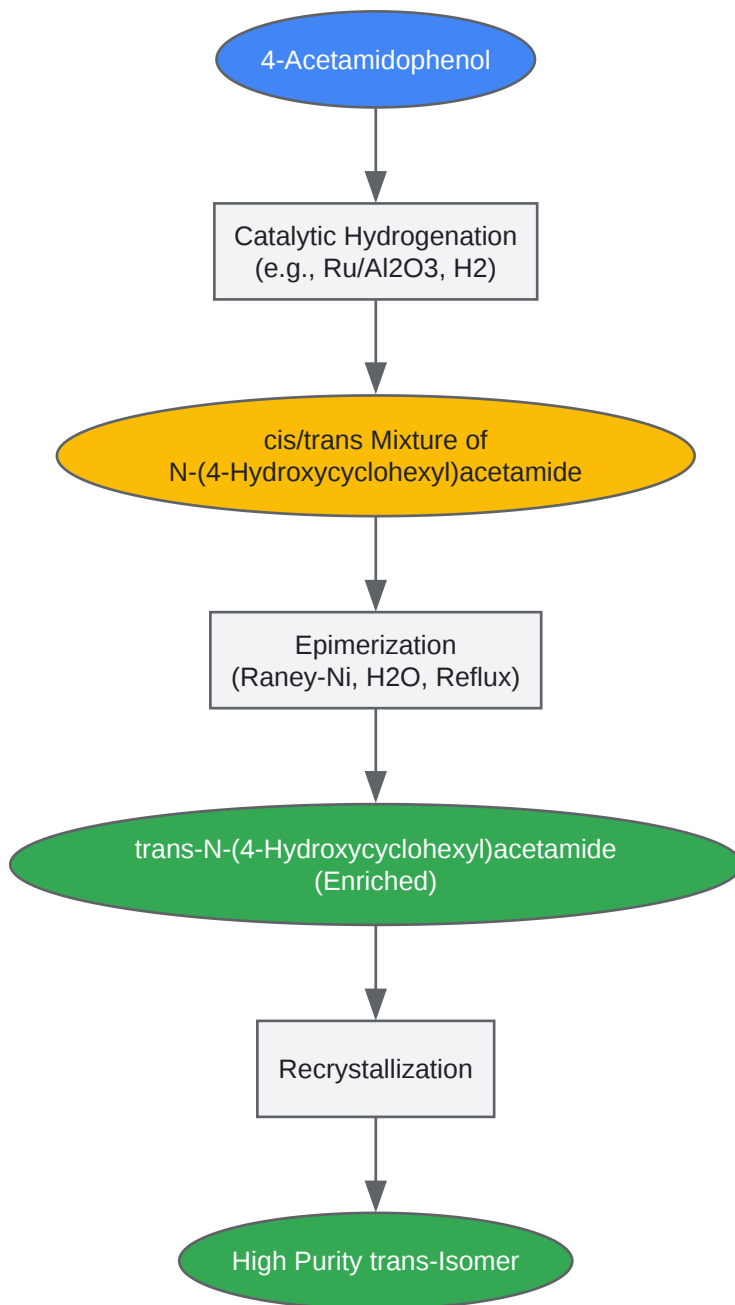 4-Acetamidophenol
Catalytic Hydrogenation
(e.g., Ru/Al2O3, H2)
cis/trans Mixture of
N-(4-Hydroxycyclohexyl)acetamide
Epimerization
(Raney-Ni, H2O, Reflux)
trans-N-(4-Hydroxycyclohexyl)acetamide
(Enriched)
Recrystallization
High Purity trans-Isomer